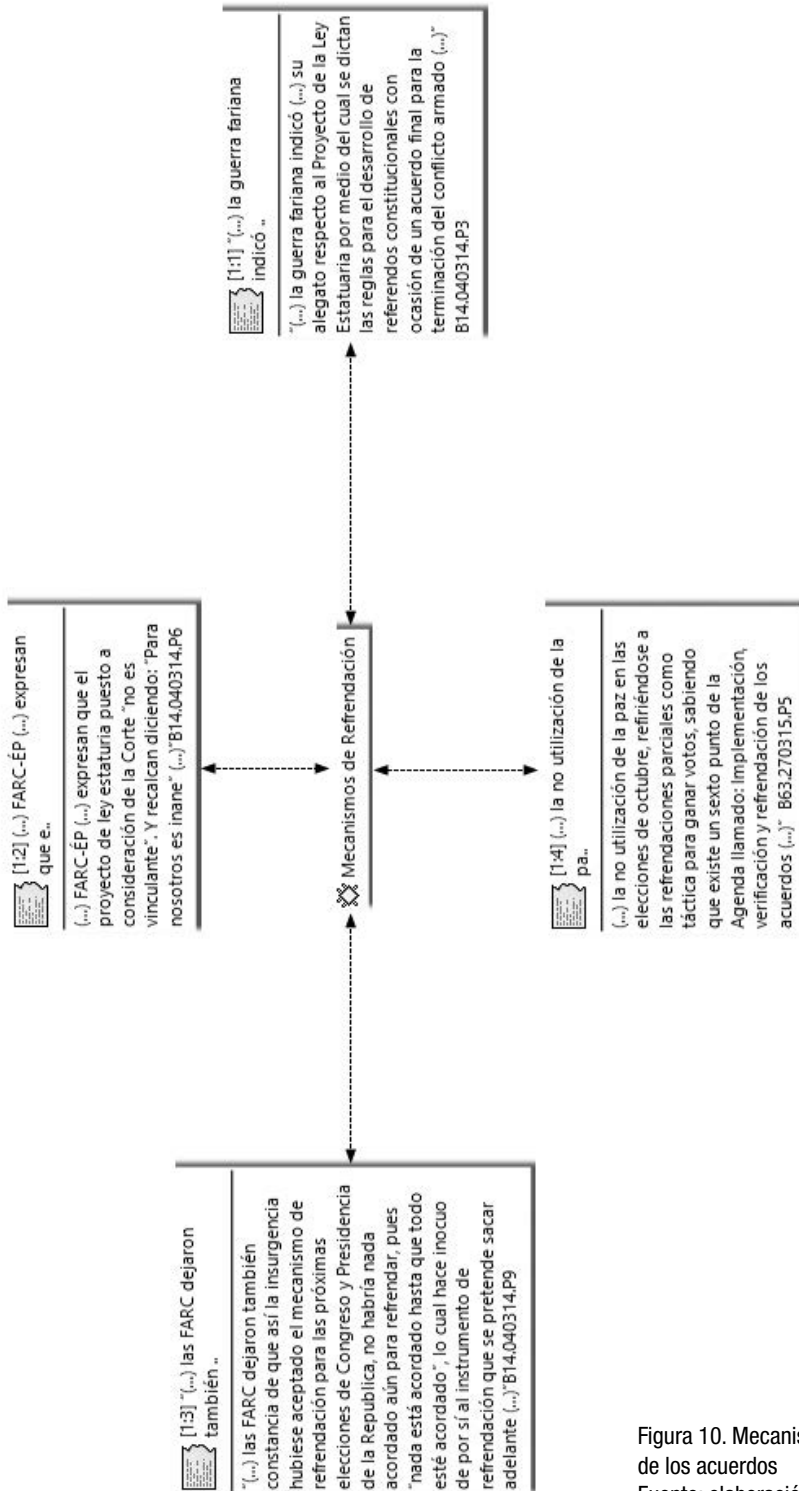 [1:2] (...) FARC-ÉP (...) expresan
que e..
(...) FARC-ÉP (...) expresan que el
proyecto de ley estaturia puesto a
consideración de la Corte "no es
vinculante". Y recalcan diciendo: "Para
nosotros es inane" (...)"B14.040314.P6
[1:3] "(...) las FARC dejaron
también ..
"(...) las FARC dejaron también
constancia de que así la insurgencia
hubiese aceptado el mecanismo de
refrendación para las próximas
elecciones de Congreso y Presidencia
de la Republica, no habría nada
acordado aún para refrendar, pues
"nada está acordado hasta que todo
esté acordado", lo cual hace inocuo
de por sí al instrumento de
refrendación que se pretende sacar
adelante (...)"B14.040314.P9
Mecanismos de Refrendación
[1:1] "(...) la guerra fariana
indicó ..
"(...) la guerra fariana indicó (...) su
alegato respecto al Proyecto de la Ley
Estatuaria por medio del cual se dictan
las reglas para el desarrollo de
referendos constitucionales con
ocasión de un acuerdo final para la
terminación del conflicto armado (...)"
B14.040314.P3
[1:4] (...) la no utilización de la
pa..
(...) la no utilización de la paz en las
elecciones de octubre, refiriéndose a
las refrendaciones parciales como
táctica para ganar votos, sabiendo
que existe un sexto punto de la
Agenda llamado: Implementación,
verificación y refrendación de los
acuerdos (...)" B63.270315.P5
Figura 10. Mecanis
de los acuerdos
Fuente: elaboració